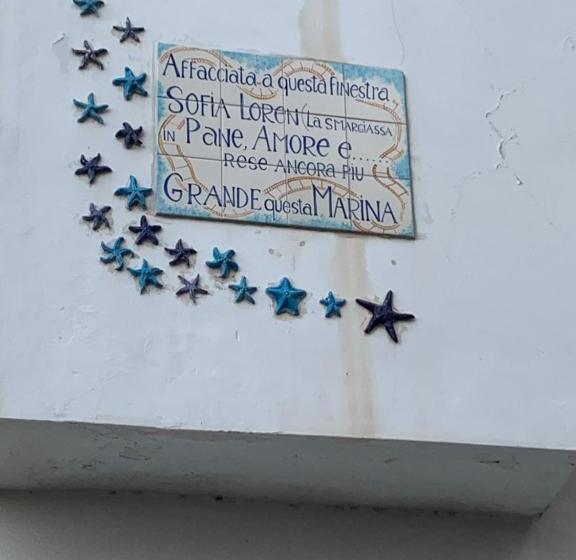 Affacciata a questa finestra
SOFIA LOREN (LA SMARGIASSA
IN PANE, AMORE e......
RESE ANCORA PIU
GRANDE questa MARINA